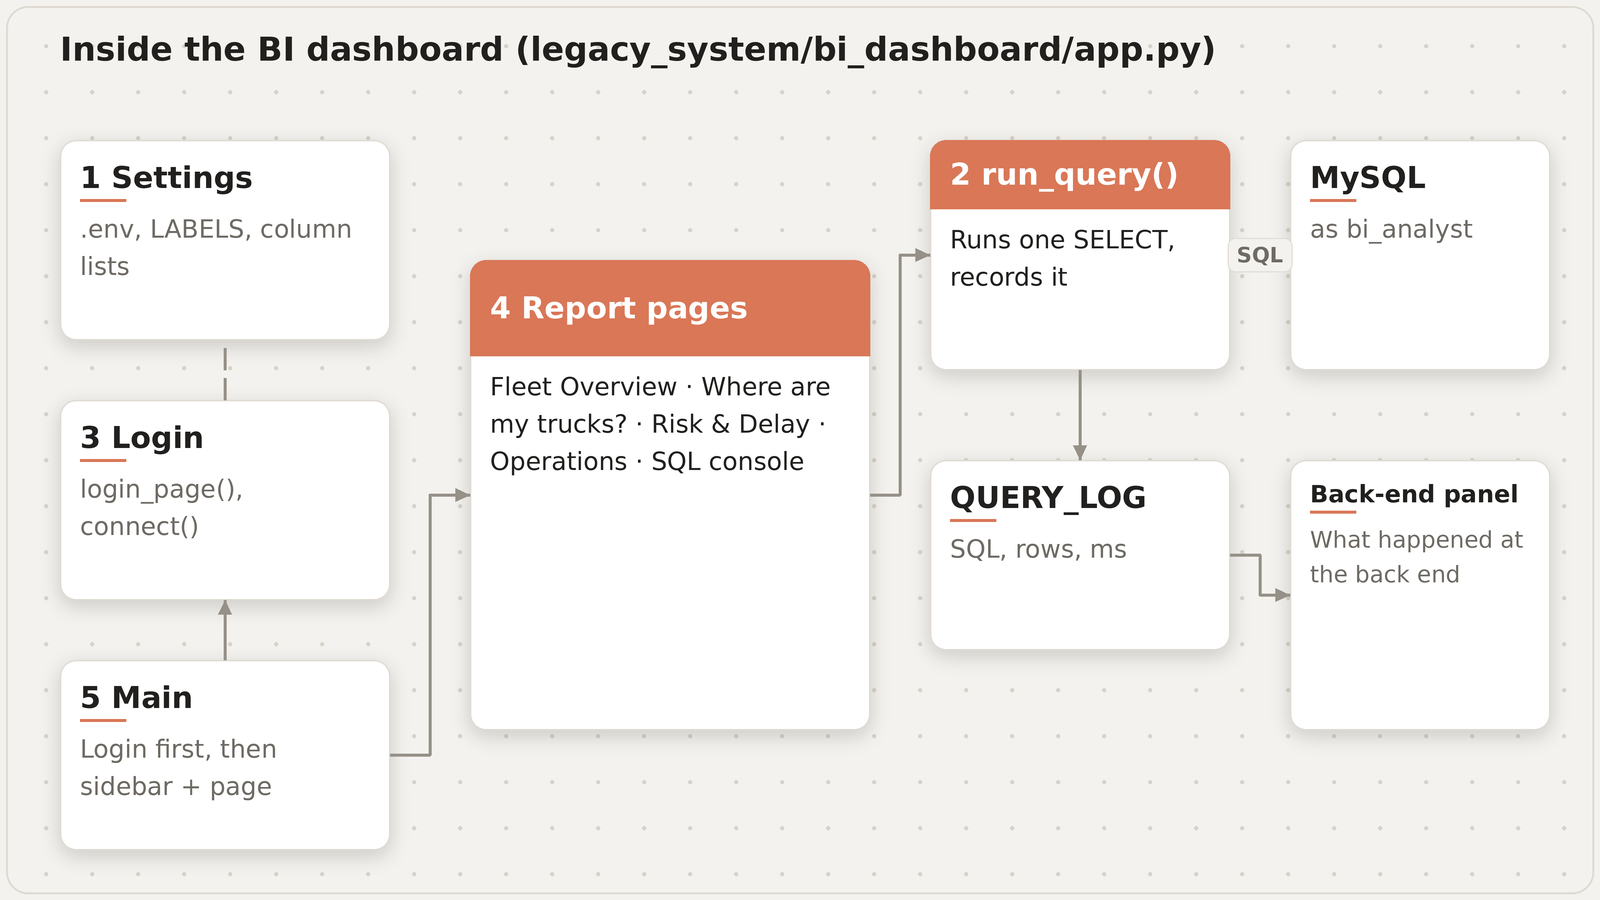 Inside the BI dashboard (legacy_system/bi_dashboard/app.py)
1 Settings
.env, LABELS, column
lists
3 Login
login_page(),
connect()
5 Main
Login first, then
sidebar + page
4 Report pages
Fleet Overview · Where are
my trucks? · Risk & Delay ·
Operations · SQL console
2 run_query()
Runs one SELECT,
records it
SQL
MySQL
as bi_analyst
QUERY_LOG
SQL, rows, ms
Back-end panel
What happened at
the back end